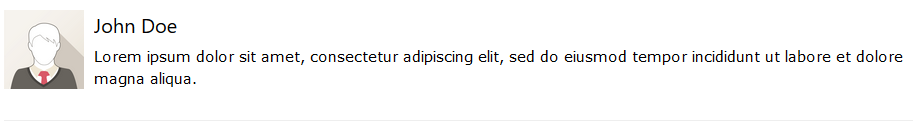 John Doe
Lorem ipsum dolor sit amet, consectetur adipiscing elit, sed do eiusmod tempor incididunt ut labore et dolore
magna aliqua.